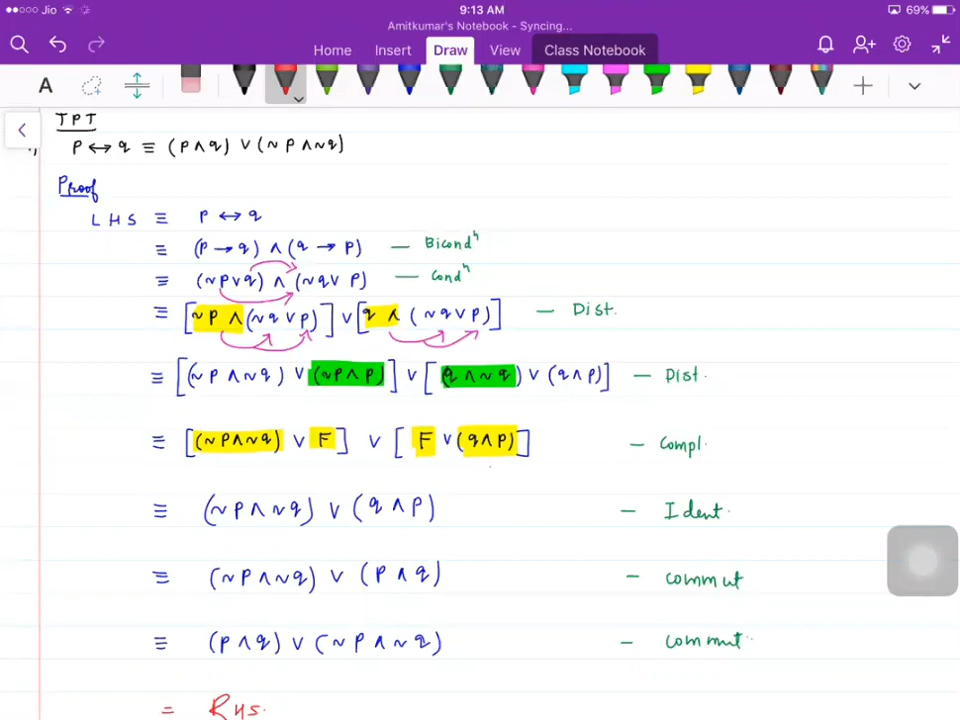 Jio 9:13 AM 69%
Amitkumar's Notebook - Syncing...
Home Insert Draw View Class Notebook
A
TPT
P ↔ q ≡ (P ∧ q) ∨ (~P ∧ ~q)
Proof
LHS ≡ P ↔ q
≡ (P → q) ∧ (q → P) — Bicondⁿ
≡ (~P ∨ q) ∧ (~q ∨ P) — Condⁿ
≡ [~P ∧ (~q ∨ P)] ∨ [q ∧ (~q ∨ P)] — Dist.
≡ [(~P ∧ ~q) ∨ (~P ∧ P)] ∨ [(q ∧ ~q) ∨ (q ∧ P)] — Dist.
≡ [(~P ∧ ~q) ∨ F] ∨ [F ∨ (q ∧ P)] — Compl.
≡ (~P ∧ ~q) ∨ (q ∧ P) — Ident.
≡ (~P ∧ ~q) ∨ (P ∧ q) — commut
≡ (P ∧ q) ∨ (~P ∧ ~q) — commut.
= RHS.